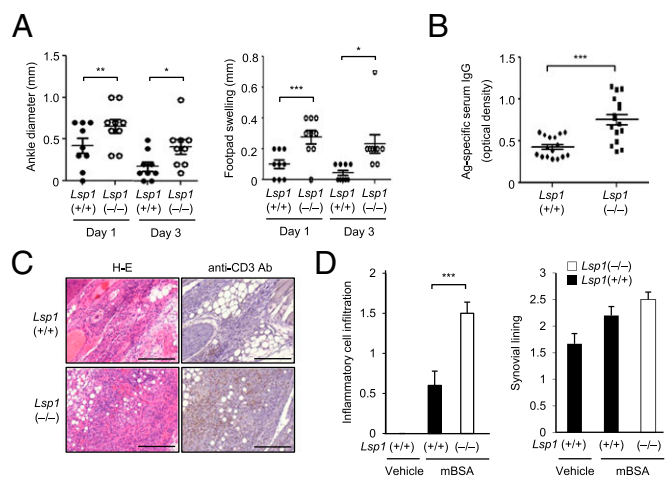 A
Ankle diameter (mm)
1.5
1.0
0.5
0.0
**
*
Lsp1 Lsp1 Lsp1 Lsp1
(+/+) (–/–) (+/+) (–/–)
Day 1 Day 3
Footpad swelling (mm)
0.8
0.6
0.4
0.2
0.0
***
*
Lsp1 Lsp1 Lsp1 Lsp1
(+/+) (–/–) (+/+) (–/–)
Day 1 Day 3
B
Ag-specific serum IgG
(optical density)
1.5
1.0
0.5
0
***
Lsp1 Lsp1
(+/+) (–/–)
C
H-E anti-CD3 Ab
Lsp1
(+/+)
Lsp1
(–/–)
D
Inflammatory cell infiltration
2
1.5
1
0.5
0
***
Lsp1 (+/+) (+/+) (–/–)
Vehicle mBSA
Lsp1(–/–)
Lsp1(+/+)
Synovial lining
3
2.5
2
1.5
1
Lsp1 (+/+) (+/+) (–/–)
Vehicle mBSA